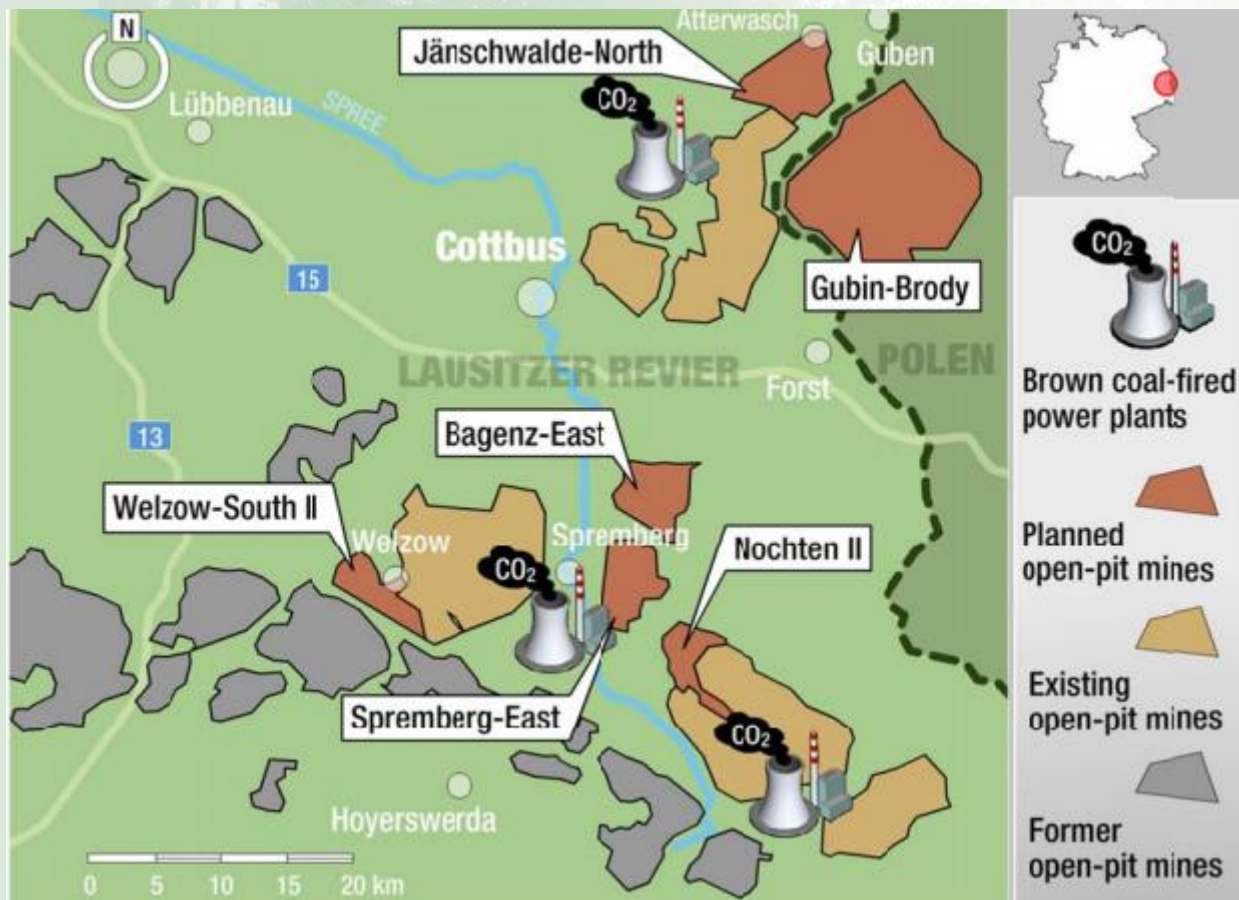 N
Atterwasch
Guben
Jänschwalde-North
CO₂
Lübbenau
SPREE
Cottbus
15
Gubin-Brody
LAUSITZER REVIER
POLEN
Forst
13
Bagenz-East
Welzow-South II
Welzow
Spremberg
CO₂
Nochten II
Spremberg-East
CO₂
Hoyerswerda
0 5 10 15 20 km
CO₂
Brown coal-fired
power plants
Planned
open-pit mines
Existing
open-pit mines
Former
open-pit mines